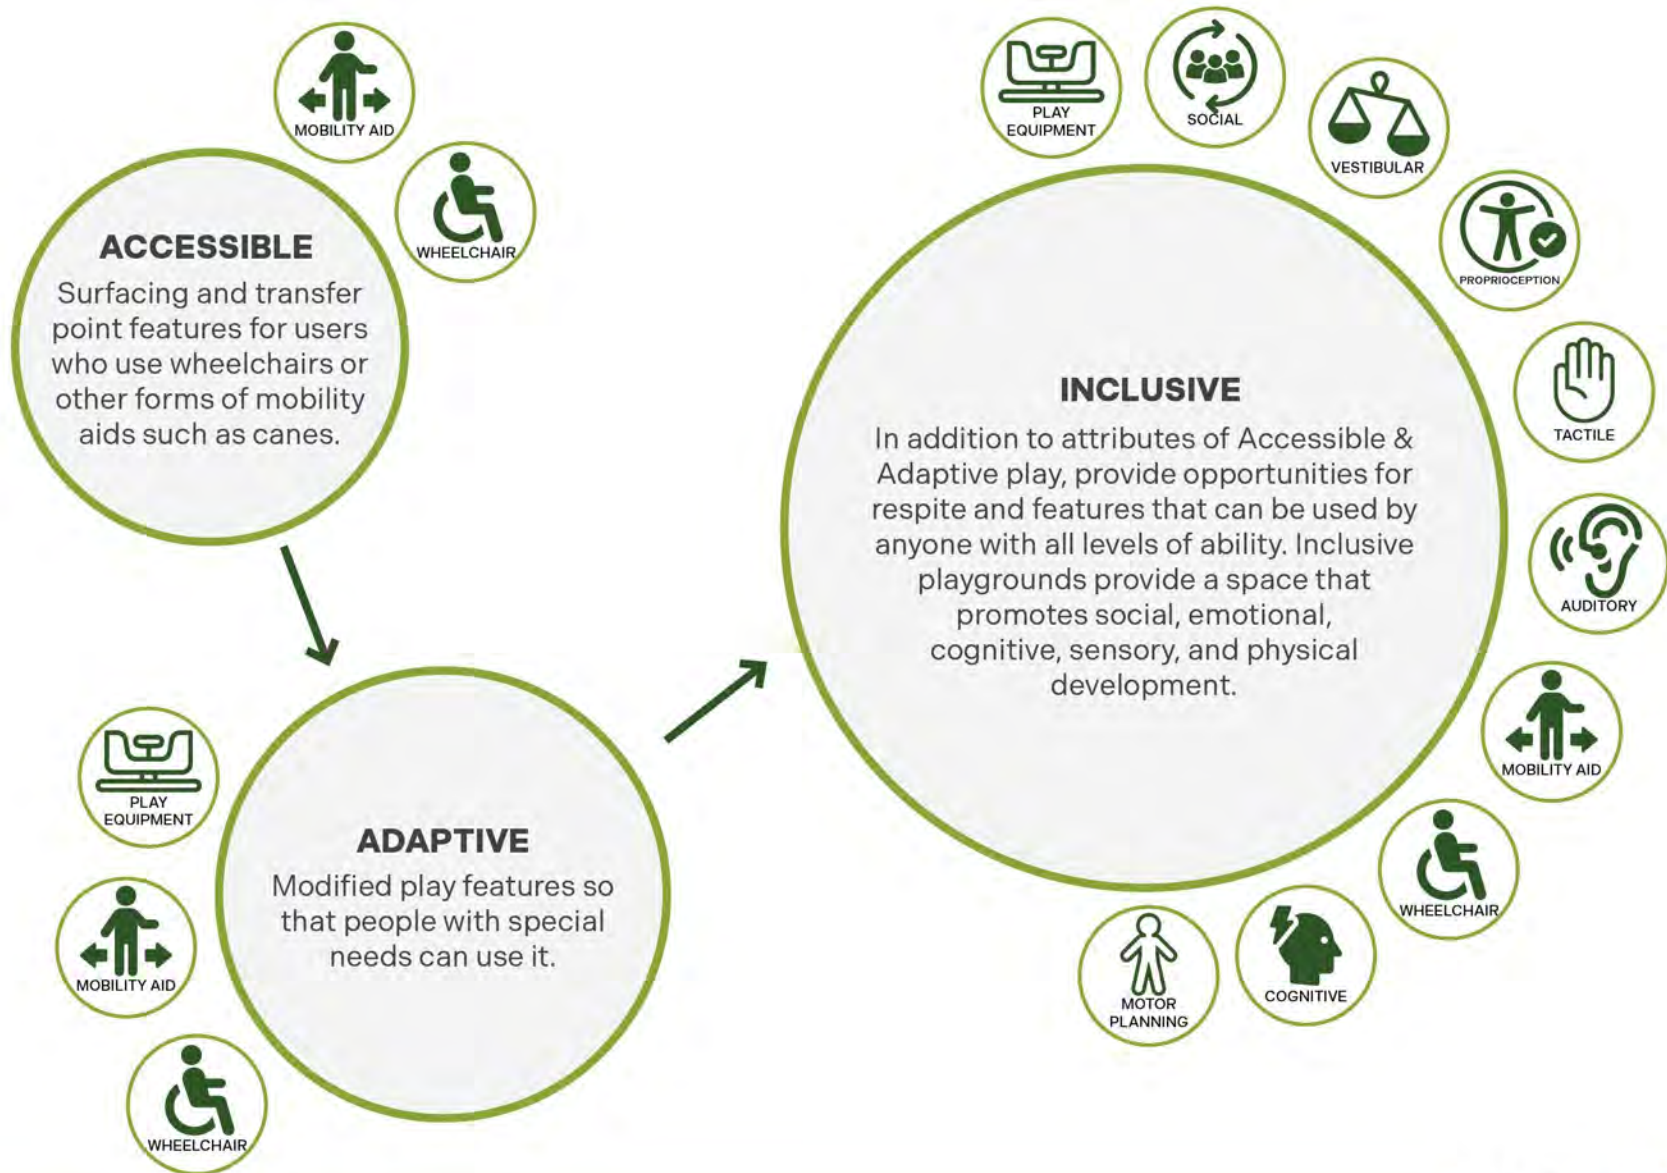 MOBILITY AID
WHEELCHAIR
ACCESSIBLE
Surfacing and transfer
point features for users
who use wheelchairs or
other forms of mobility
aids such as canes.
PLAY
EQUIPMENT
MOBILITY AID
WHEELCHAIR
ADAPTIVE
Modified play features so
that people with special
needs can use it.
PLAY
EQUIPMENT
SOCIAL
VESTIBULAR
PROPRIOCEPTION
TACTILE
AUDITORY
MOBILITY AID
WHEELCHAIR
COGNITIVE
MOTOR
PLANNING
INCLUSIVE
In addition to attributes of Accessible &
Adaptive play, provide opportunities for
respite and features that can be used by
anyone with all levels of ability. Inclusive
playgrounds provide a space that
promotes social, emotional,
cognitive, sensory, and physical
development.